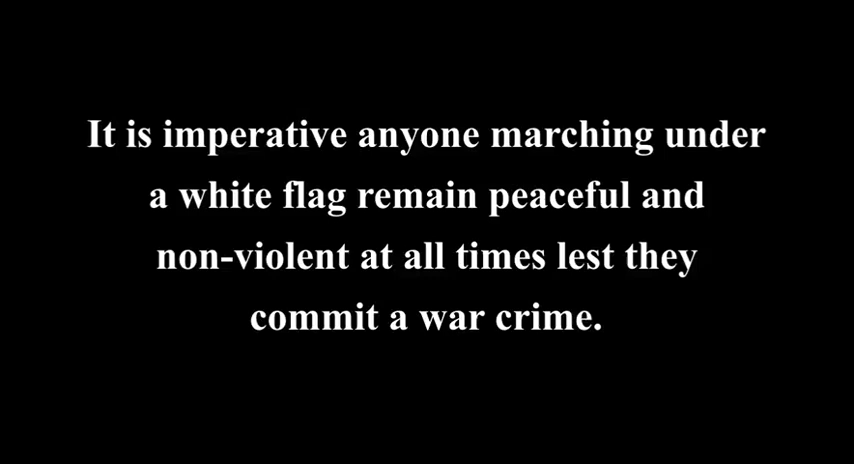 It is imperative anyone marching under
a white flag remain peaceful and
non-violent at all times lest they
commit a war crime.